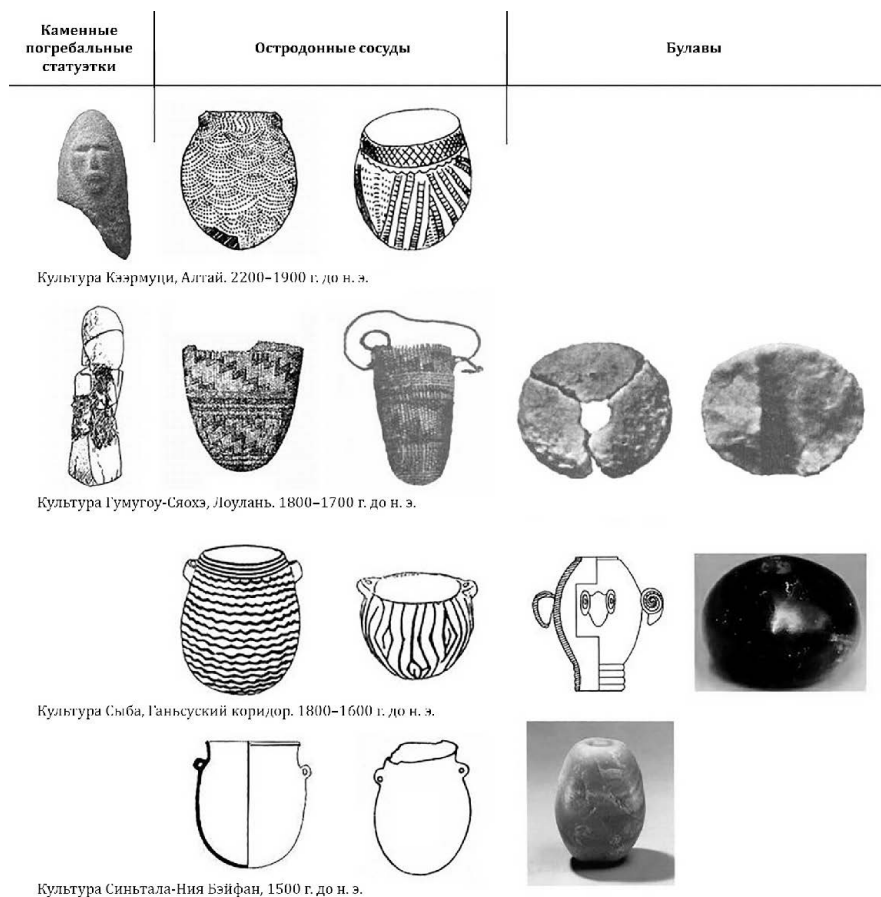 Каменные
погребальные
статуэтки
Остродонные сосуды
Булавы
Культура Кээрмуци, Алтай. 2200–1900 г. до н. э.
Культура Гумугоу-Сяохэ, Лоулань. 1800–1700 г. до н. э.
Культура Сыба, Ганьсуский коридор. 1800–1600 г. до н. э.
Культура Синьтала-Ния Бэйфан, 1500 г. до н. э.